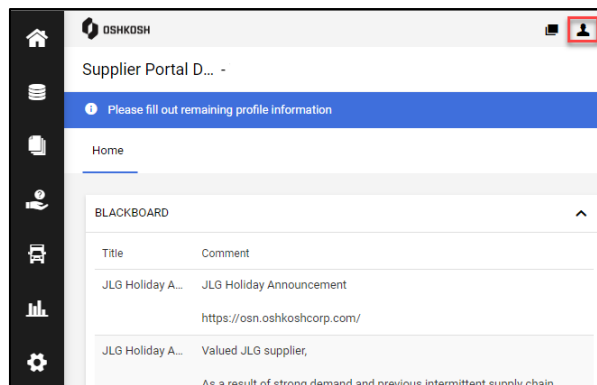 OSHKOSH
Supplier Portal D... -
Please fill out remaining profile information
Home
BLACKBOARD
Title Comment
JLG Holiday A... JLG Holiday Announcement
https://osn.oshkoshcorp.com/
JLG Holiday A... Valued JLG supplier,
As a result of strong demand and previous intermittent supply chain